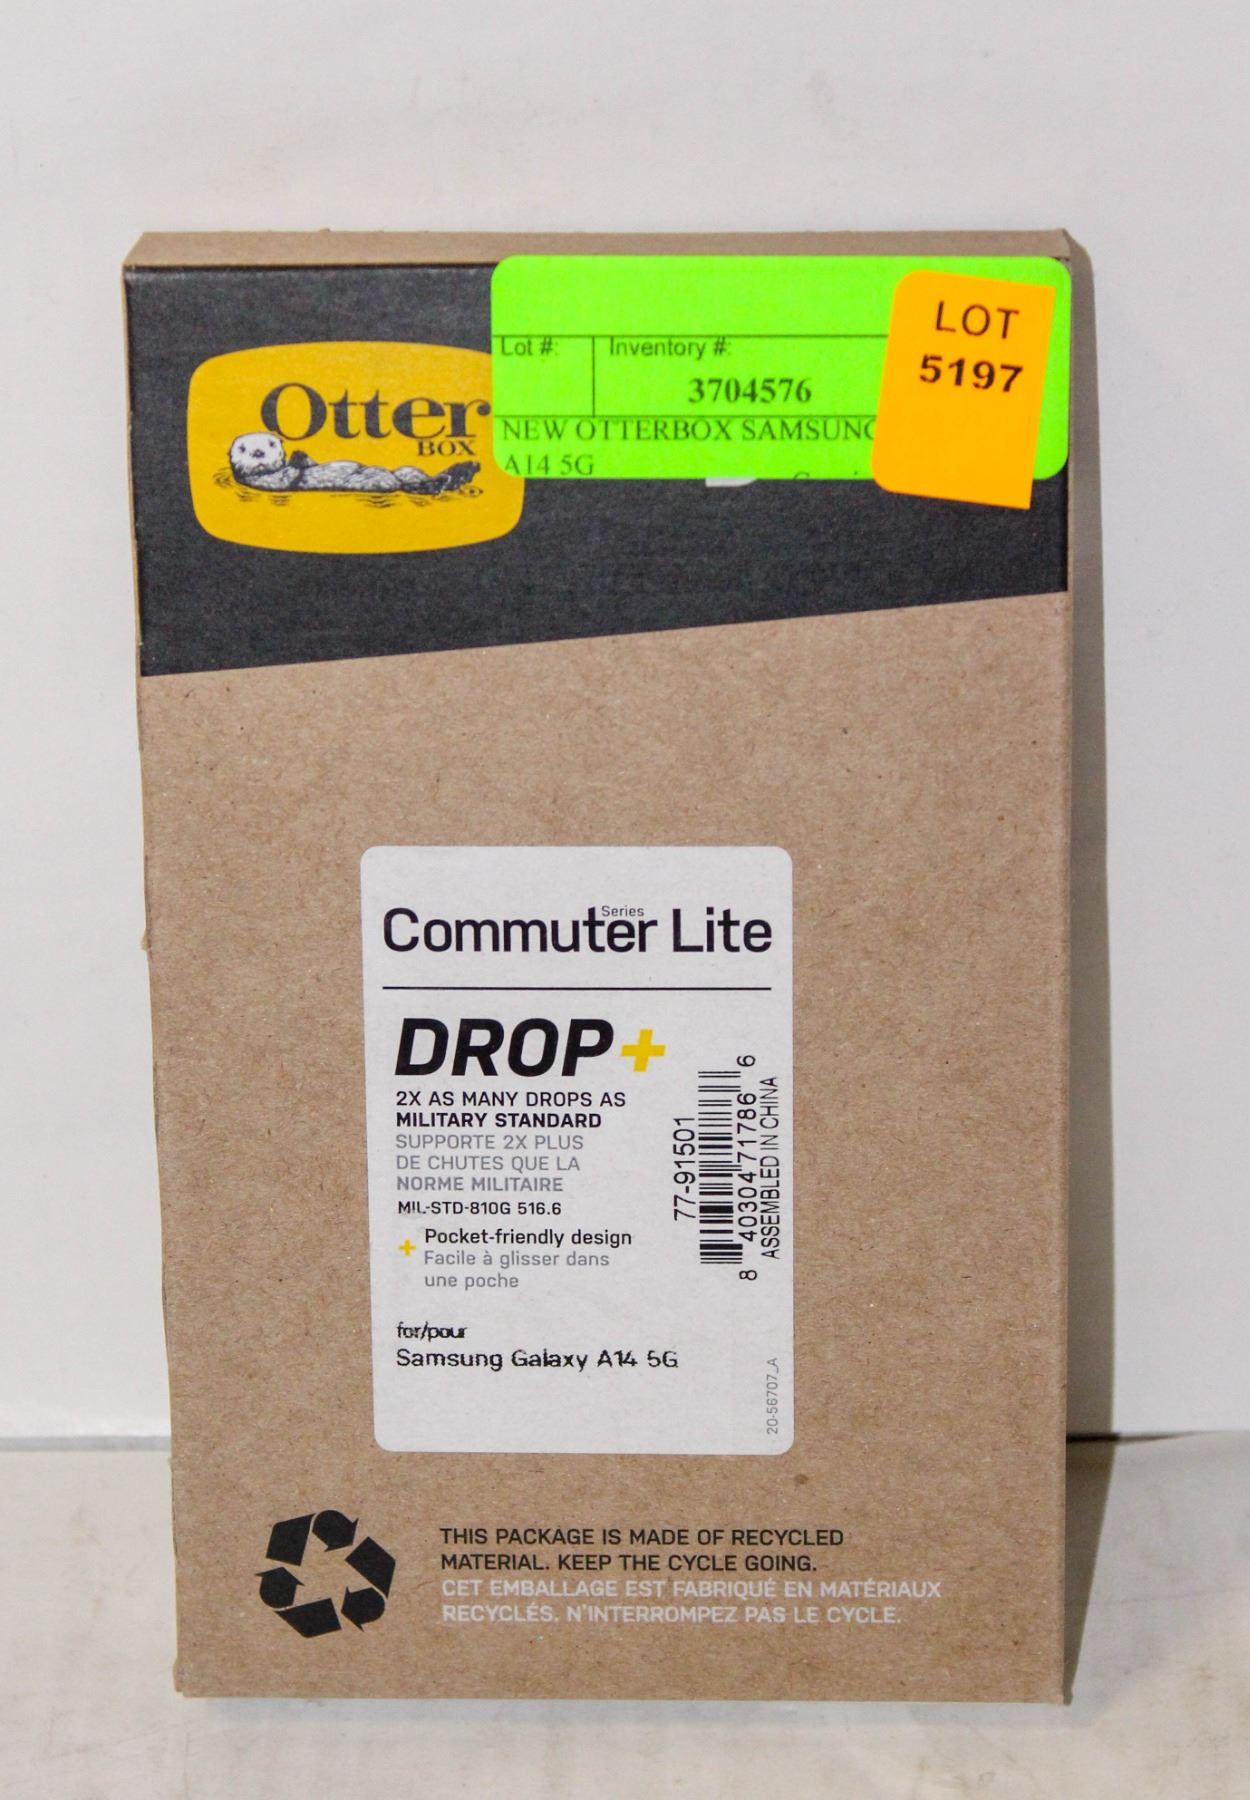 Otter
BOX
Lot #:
Inventory #:
3704576
NEW OTTERBOX SAMSUNG
A14 5G
LOT
5197
Commuter Lite
Series
DROP+
2X AS MANY DROPS AS
MILITARY STANDARD
SUPPORTE 2X PLUS
DE CHUTES QUE LA
NORME MILITAIRE
MIL-STD-810G 516.6
+ Pocket-friendly design
Facile à glisser dans
une poche
for/pour
Samsung Galaxy A14 5G
77-91501
8 40304 71786 6
ASSEMBLED IN CHINA
20-56707_A
THIS PACKAGE IS MADE OF RECYCLED
MATERIAL. KEEP THE CYCLE GOING.
CET EMBALLAGE EST FABRIQUÉ EN MATÉRIAUX
RECYCLÉS. N'INTERROMPEZ PAS LE CYCLE.